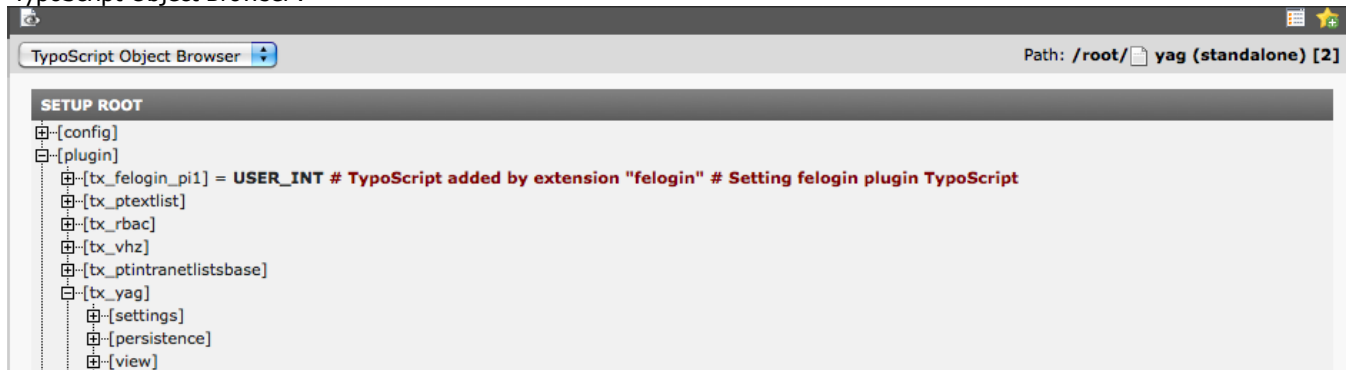 TypoScript Object Browser
Path: /root/ yag (standalone) [2]
SETUP ROOT
[config]
[plugin]
[tx_felogin_pi1] = USER_INT # TypoScript added by extension "felogin" # Setting felogin plugin TypoScript
[tx_ptextlist]
[tx_rbac]
[tx_vhz]
[tx_ptintranetlistsbase]
[tx_yag]
[settings]
[persistence]
[view]